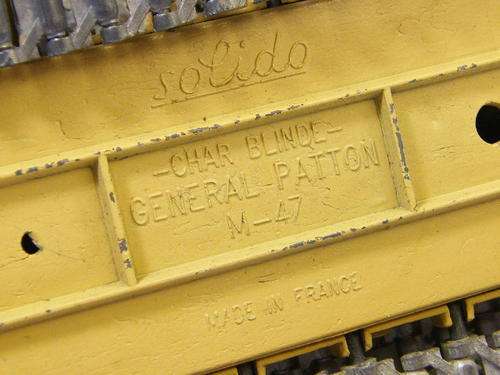 solido
-CHAR BLINDE-
GENERAL PATTON
M-47
MADE IN FRANCE